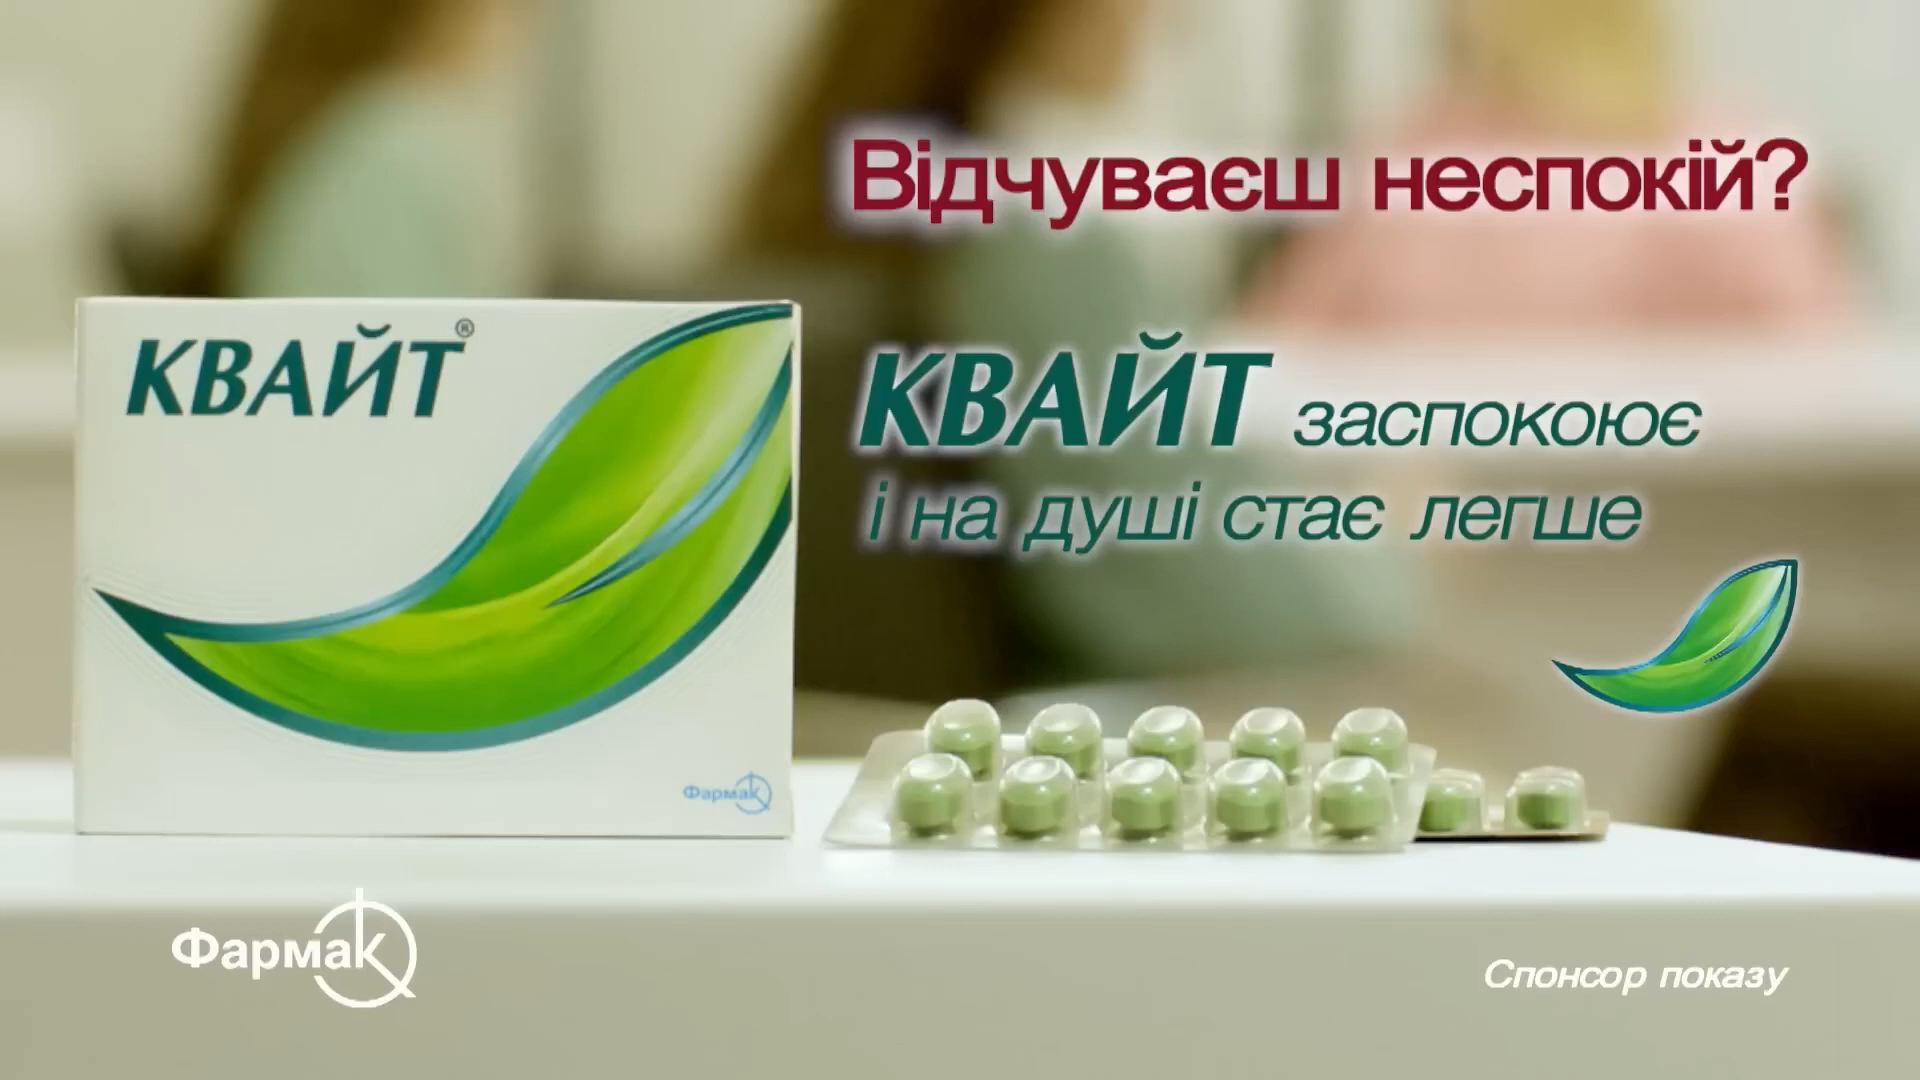 Відчуваєш неспокій?
КВАЙТ®
КВАЙТ заспокоює
і на душі стає легше
Фармак
Фармак
Спонсор показу